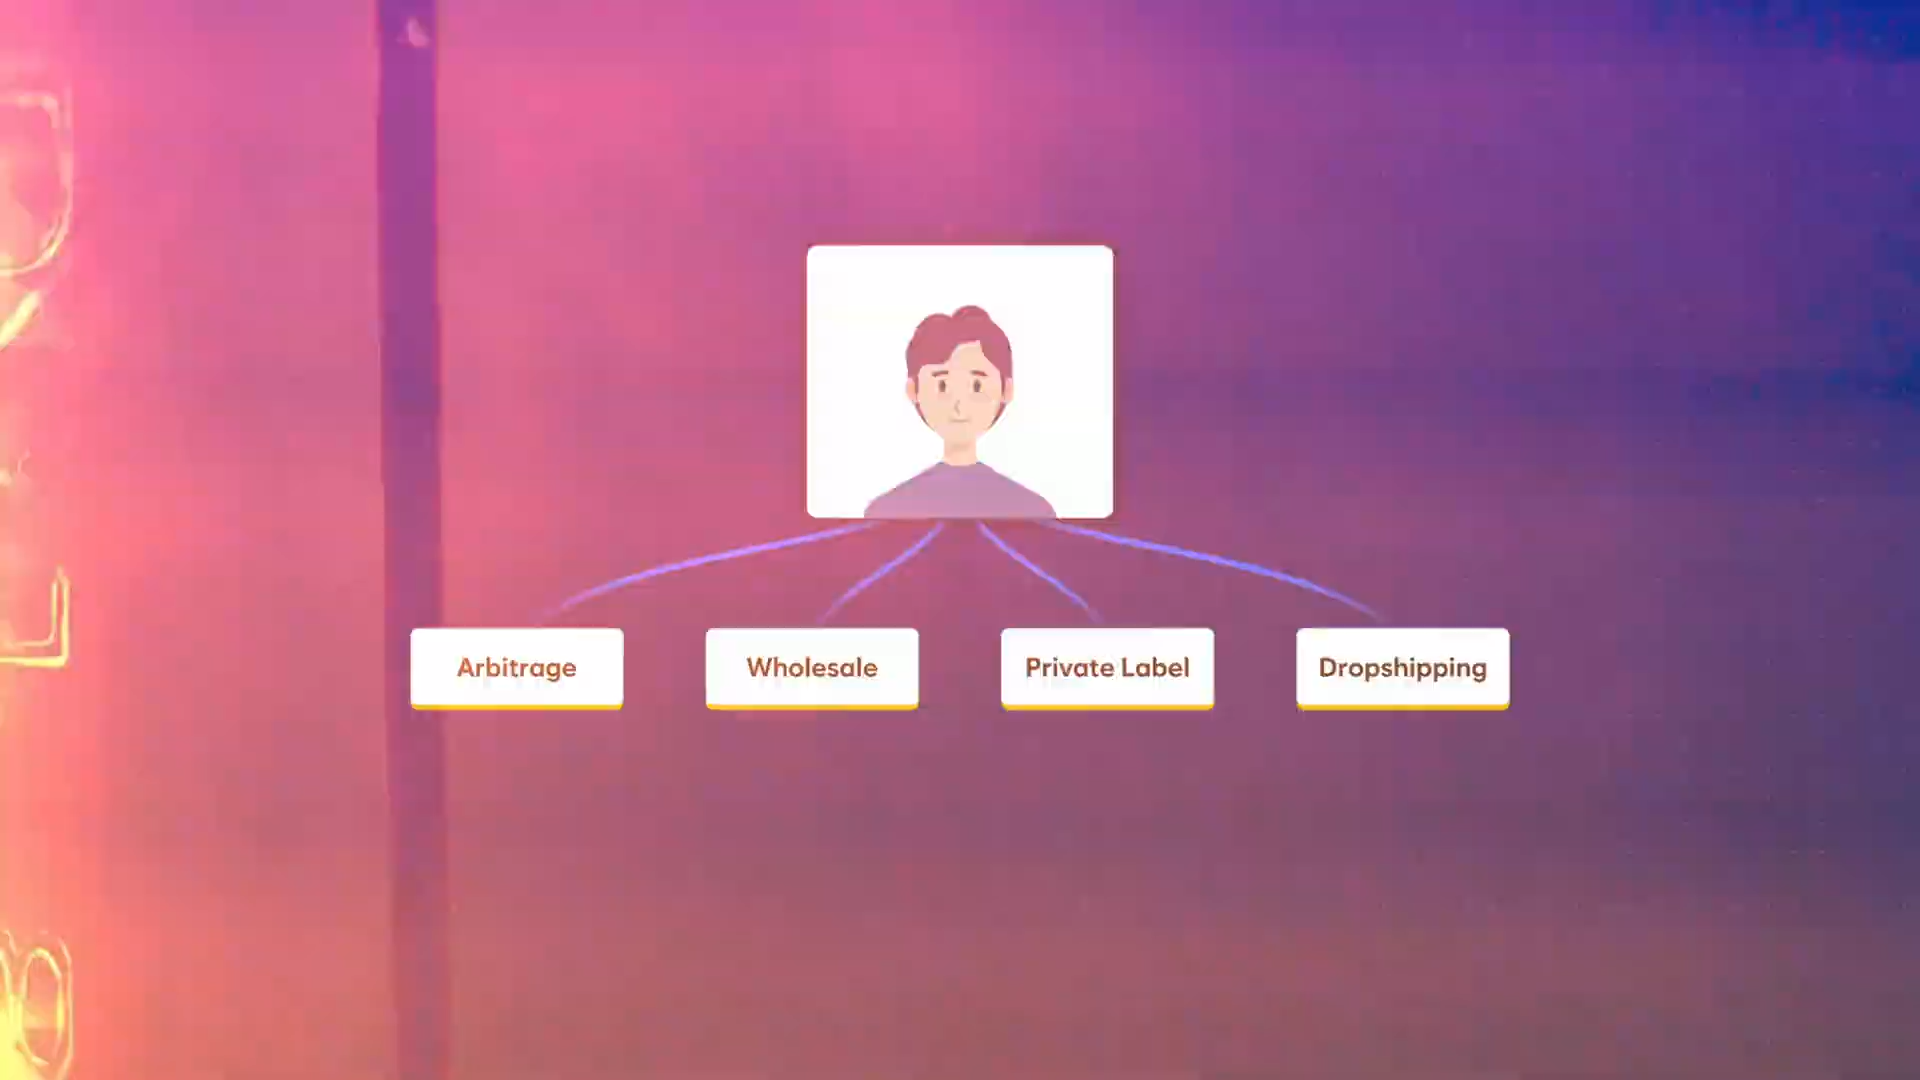 Arbitrage
Wholesale
Private Label
Dropshipping